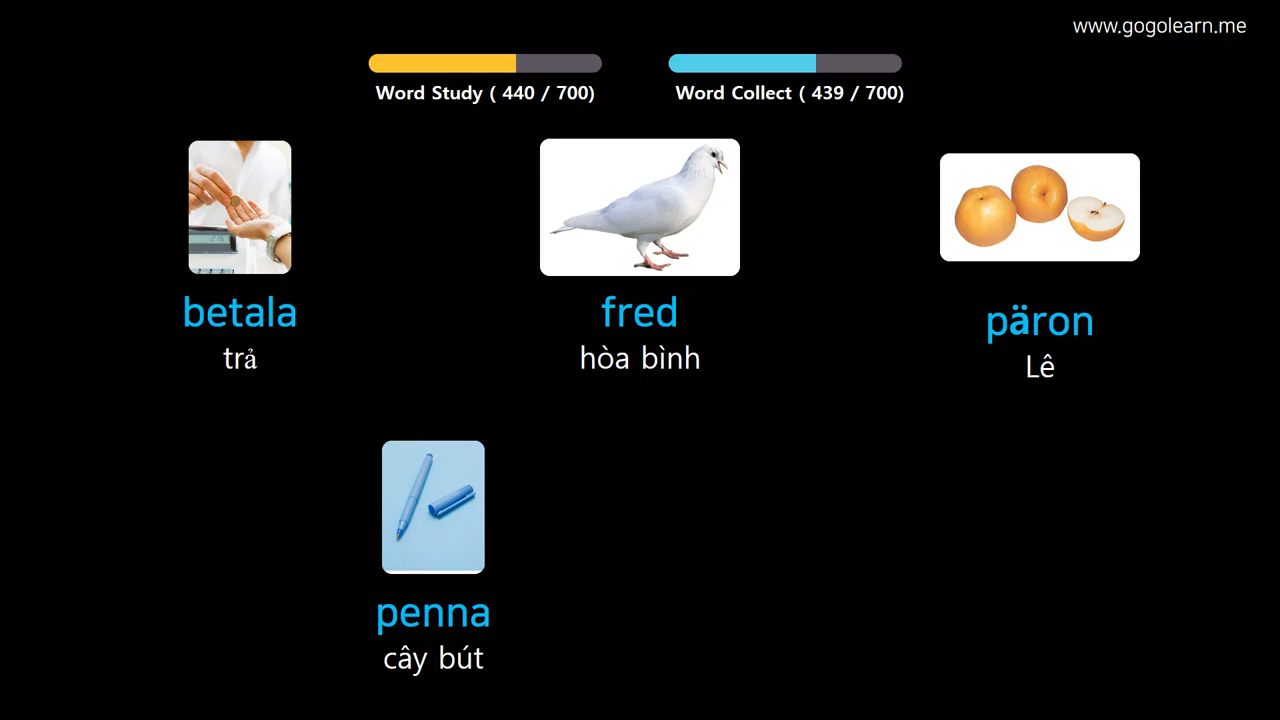 www.gogolearn.me
Word Study ( 440 / 700)
Word Collect ( 439 / 700)
betala
trả
fred
hòa bình
päron
Lê
penna
cây bút